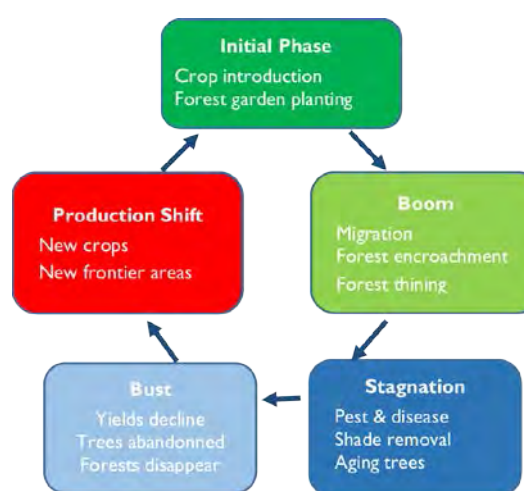 Initial Phase
Crop introduction
Forest garden planting
Boom
Migration
Forest encroachment
Forest thining
Stagnation
Pest & disease
Shade removal
Aging trees
Bust
Yields decline
Trees abandonned
Forests disappear
Production Shift
New crops
New frontier areas